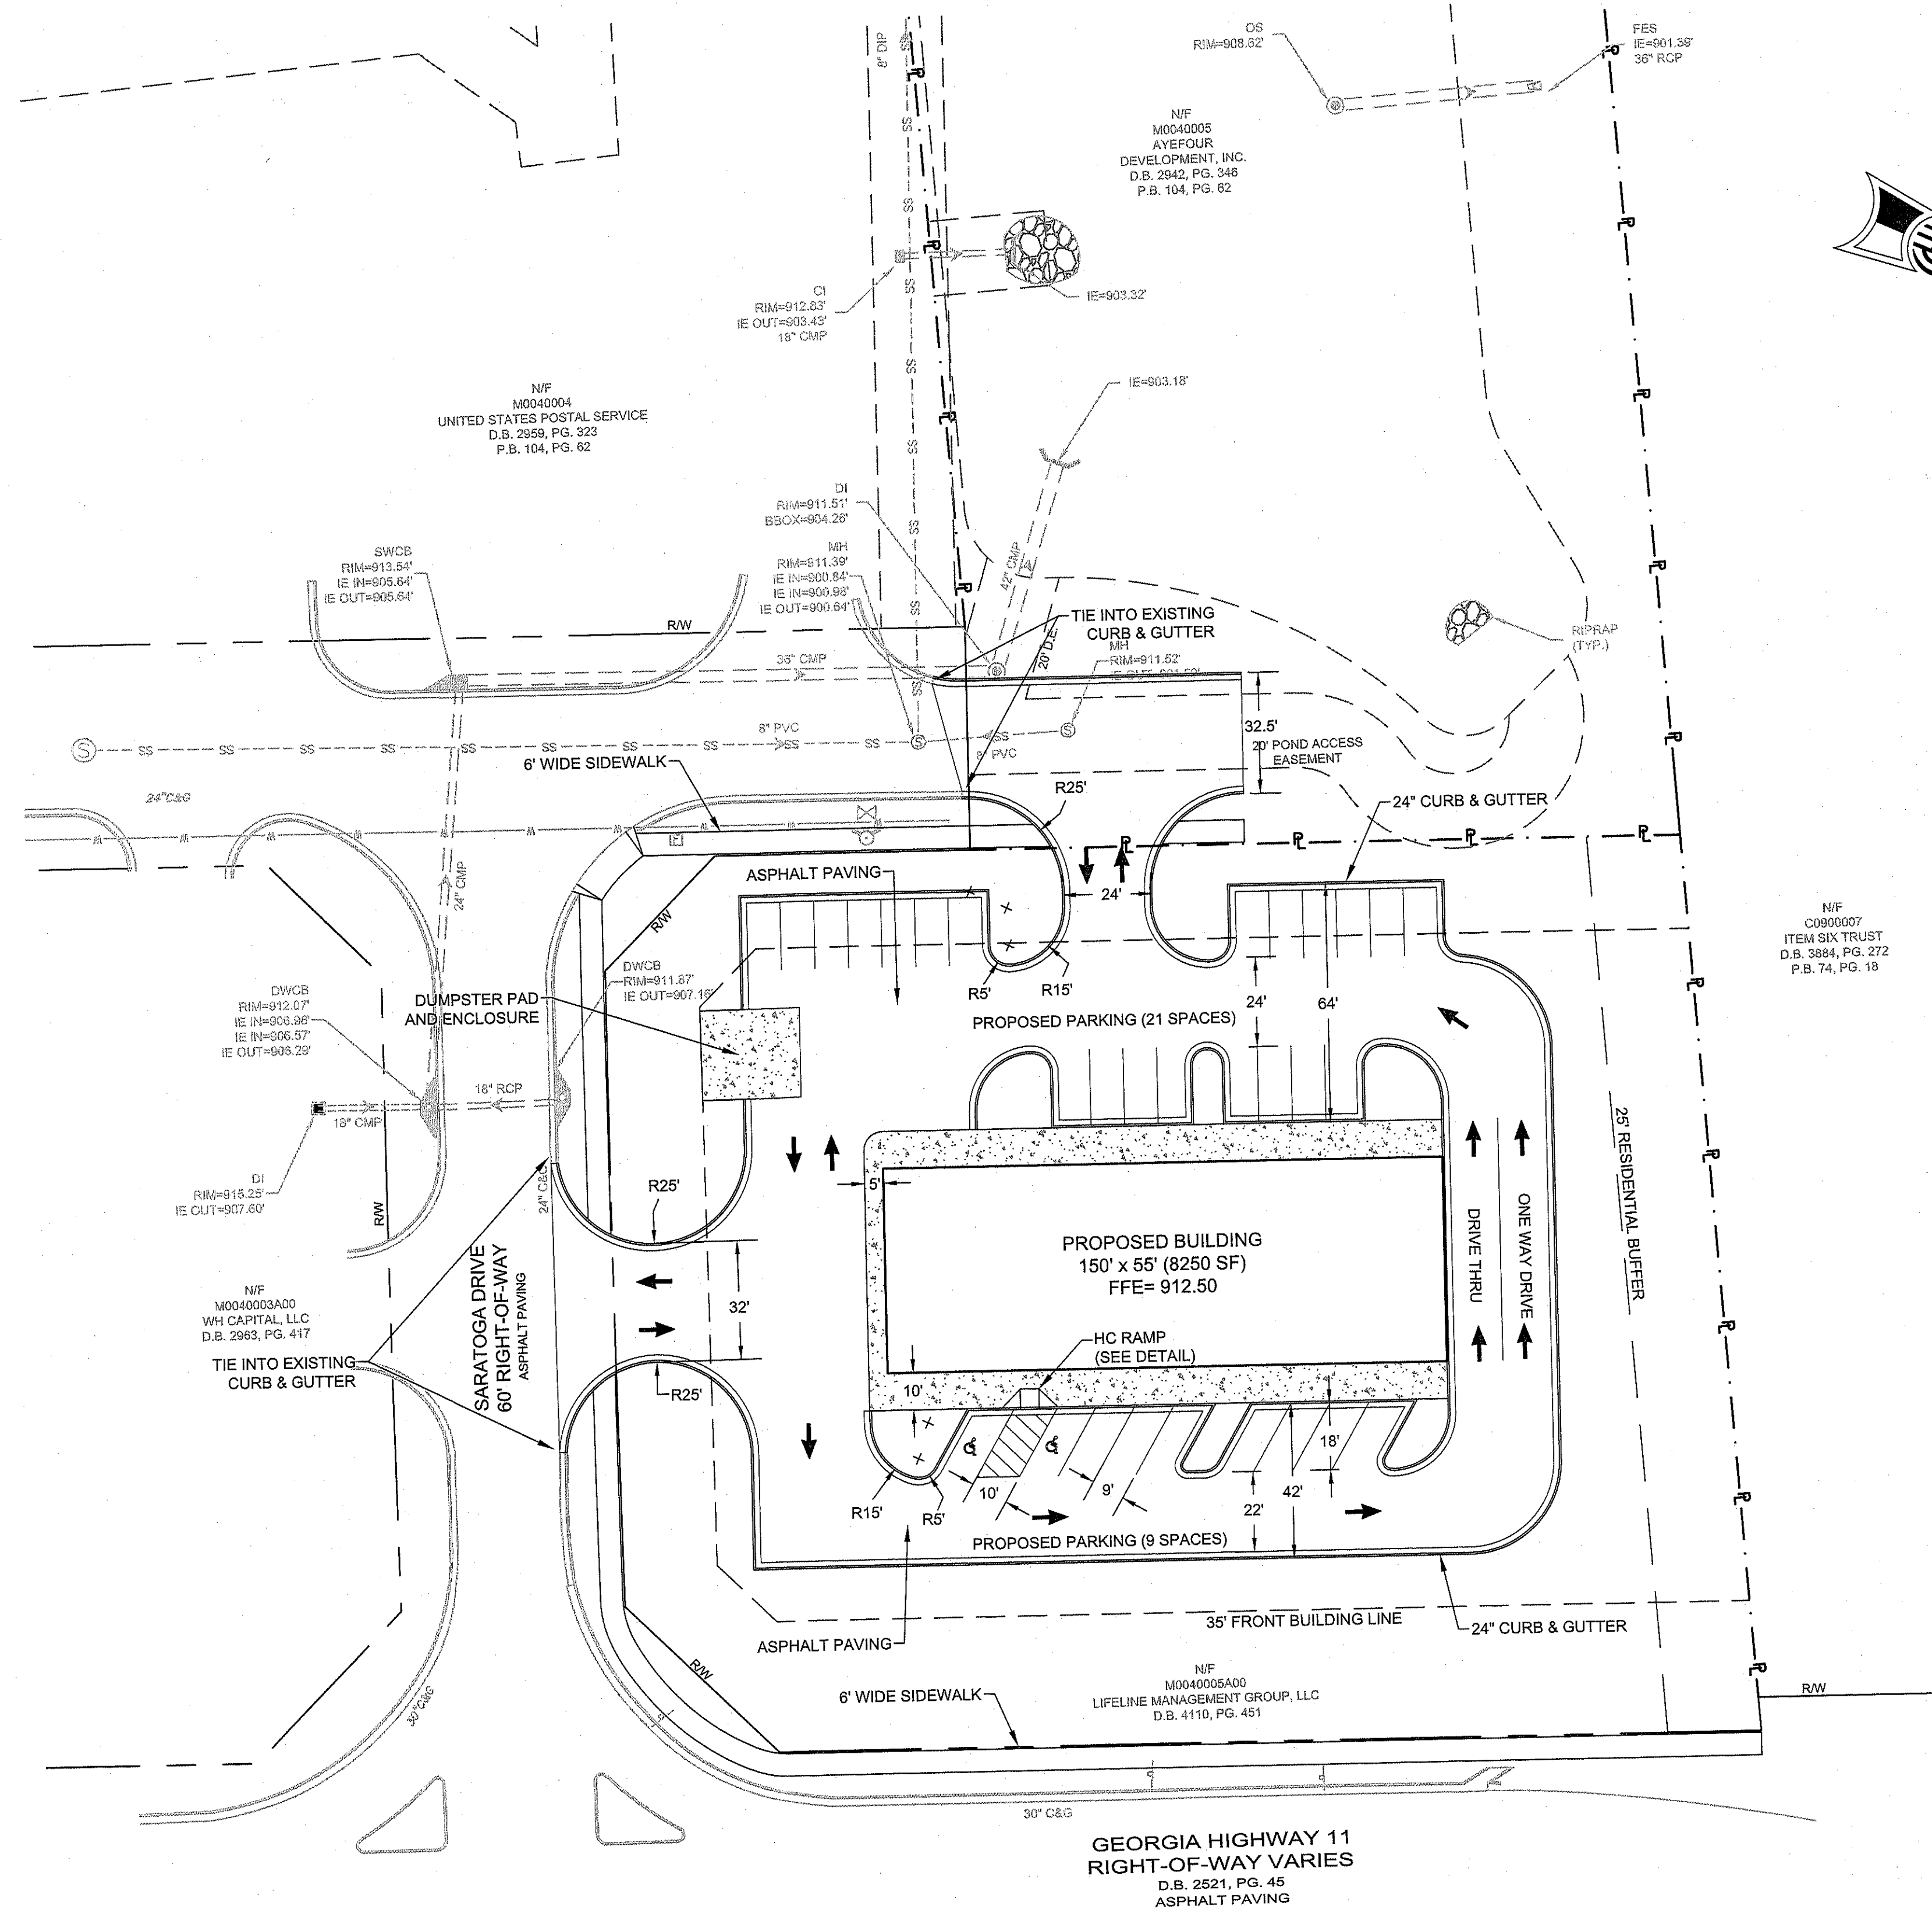 8" DIP
OS
RIM=908.62'
FES
IE=901.39'
36" RCP
N/F
M0040005
AYEFOUR
DEVELOPMENT, INC.
D.B. 2942, PG. 346
P.B. 104, PG. 62
CI
RIM=912.83'
IE OUT=903.43'
18" CMP
IE=903.32'
N/F
M0040004
UNITED STATES POSTAL SERVICE
D.B. 2959, PG. 323
P.B. 104, PG. 62
IE=903.18'
DI
RIM=911.51'
BBOX=904.26'
MH
RIM=911.39'
IE IN=900.84'
IE IN=900.98'
IE OUT=900.64'
SWCB
RIM=913.54'
IE IN=905.64'
IE OUT=905.64'
42" CMP
R/W
36" CMP
TIE INTO EXISTING
CURB & GUTTER
20' D.E.
MH
RIM=911.52'
RIPRAP
(TYP.)
32.5'
20' POND ACCESS
EASEMENT
8" PVC
8" PVC
6' WIDE SIDEWALK
24"C&G
R25'
24" CURB & GUTTER
ASPHALT PAVING
24'
24" CMP
R/W
N/F
C0900007
ITEM SIX TRUST
D.B. 3884, PG. 272
P.B. 74, PG. 18
DWCB
RIM=911.87'
IE OUT=907.16'
DUMPSTER PAD
AND ENCLOSURE
DWCB
RIM=912.07'
IE IN=906.96'
IE IN=906.57'
IE OUT=906.29'
R5'
R15'
24'
64'
PROPOSED PARKING (21 SPACES)
18" RCP
18" CMP
DI
RIM=915.25'
IE OUT=907.60'
R/W
24" C&G
R25'
5'
25' RESIDENTIAL BUFFER
DRIVE THRU
ONE WAY DRIVE
PROPOSED BUILDING
150' x 55' (8250 SF)
FFE= 912.50
32'
SARATOGA DRIVE
60' RIGHT-OF-WAY
ASPHALT PAVING
N/F
M0040003A00
WH CAPITAL, LLC
D.B. 2963, PG. 417
TIE INTO EXISTING
CURB & GUTTER
HC RAMP
(SEE DETAIL)
R25'
10'
18'
R15'
R5'
10'
9'
22'
42'
PROPOSED PARKING (9 SPACES)
35' FRONT BUILDING LINE
24" CURB & GUTTER
ASPHALT PAVING
R/W
30"C&G
N/F
M0040005A00
LIFELINE MANAGEMENT GROUP, LLC
D.B. 4110, PG. 451
6' WIDE SIDEWALK
R/W
30" C&G
GEORGIA HIGHWAY 11
RIGHT-OF-WAY VARIES
D.B. 2521, PG. 45
ASPHALT PAVING